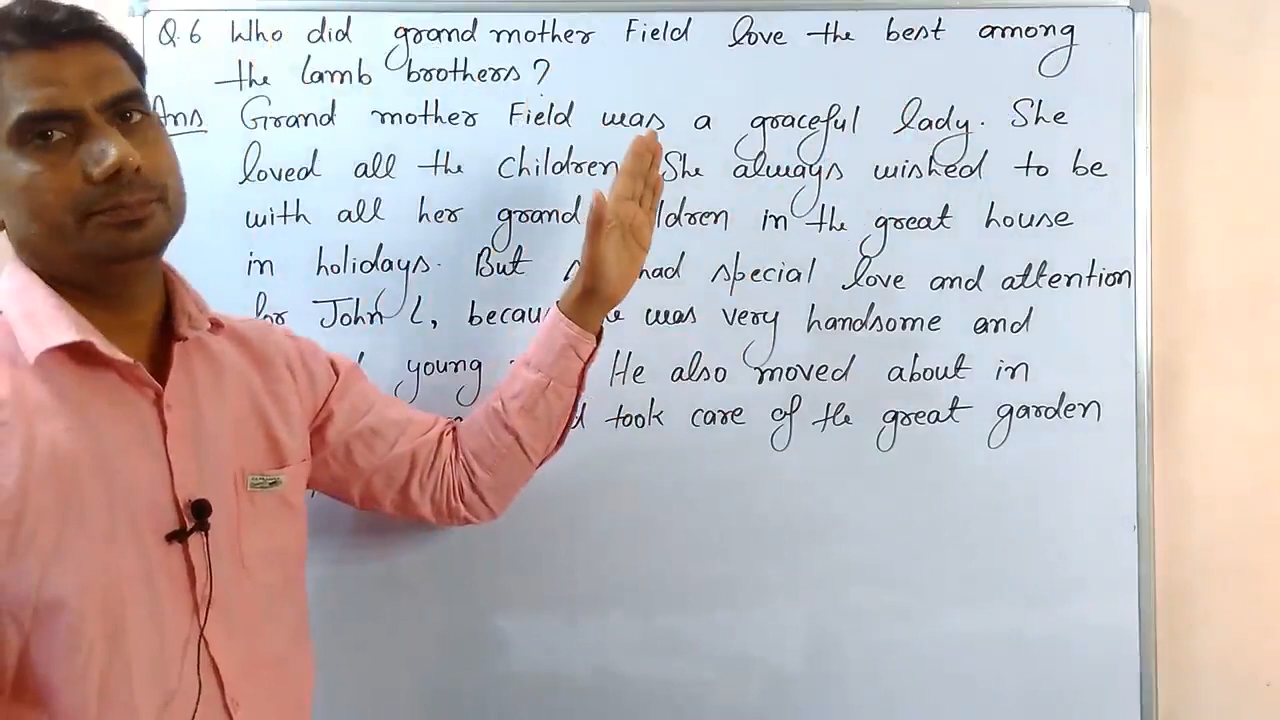 Q.6 Who did grand mother Field love the best among
the lamb brothers?
Ans Grand mother Field was a graceful lady. She
loved all the children She always wished to be
with all her grand ldren in the great house
in holidays. But had special love and attention
for John L, becau was very handsome and
young He also moved about in
took care of the great garden